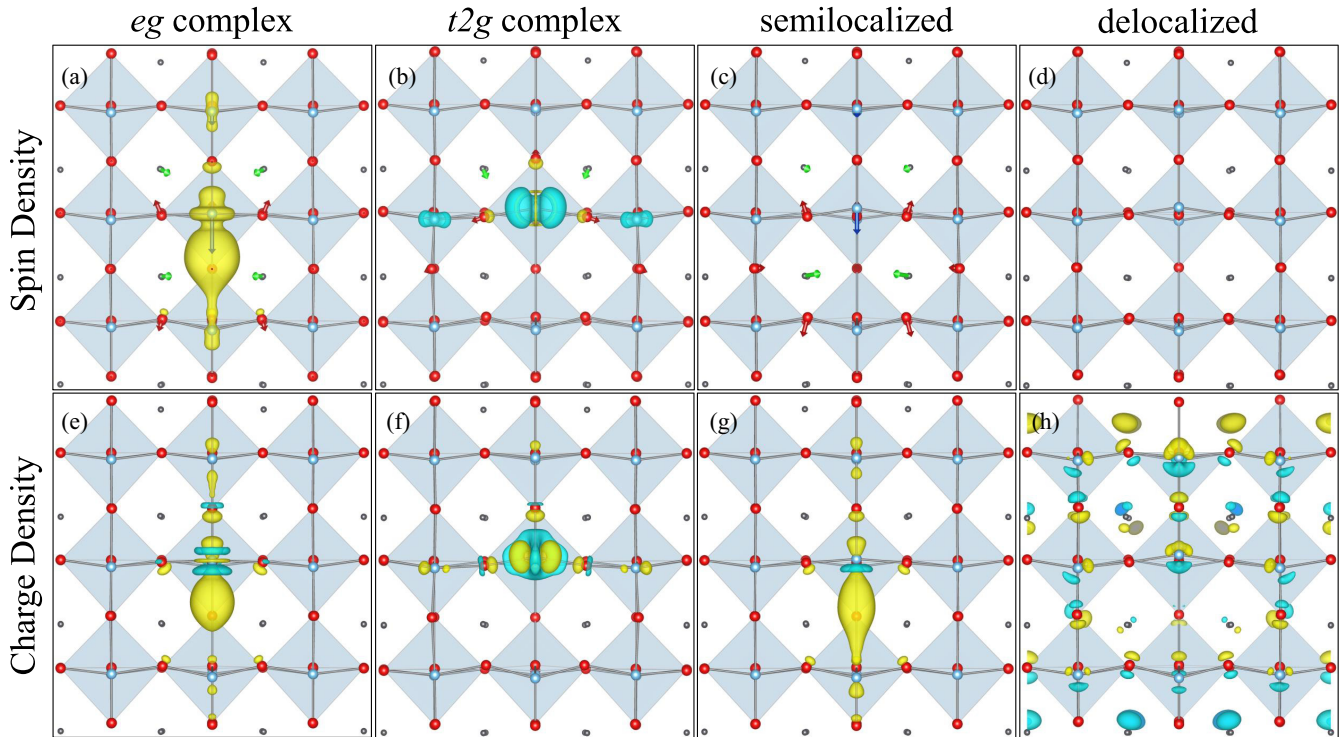 eg complex
t2g complex
semilocalized
delocalized
Spin Density
(a)
(b)
(c)
(d)
Charge Density
(e)
(f)
(g)
(h)